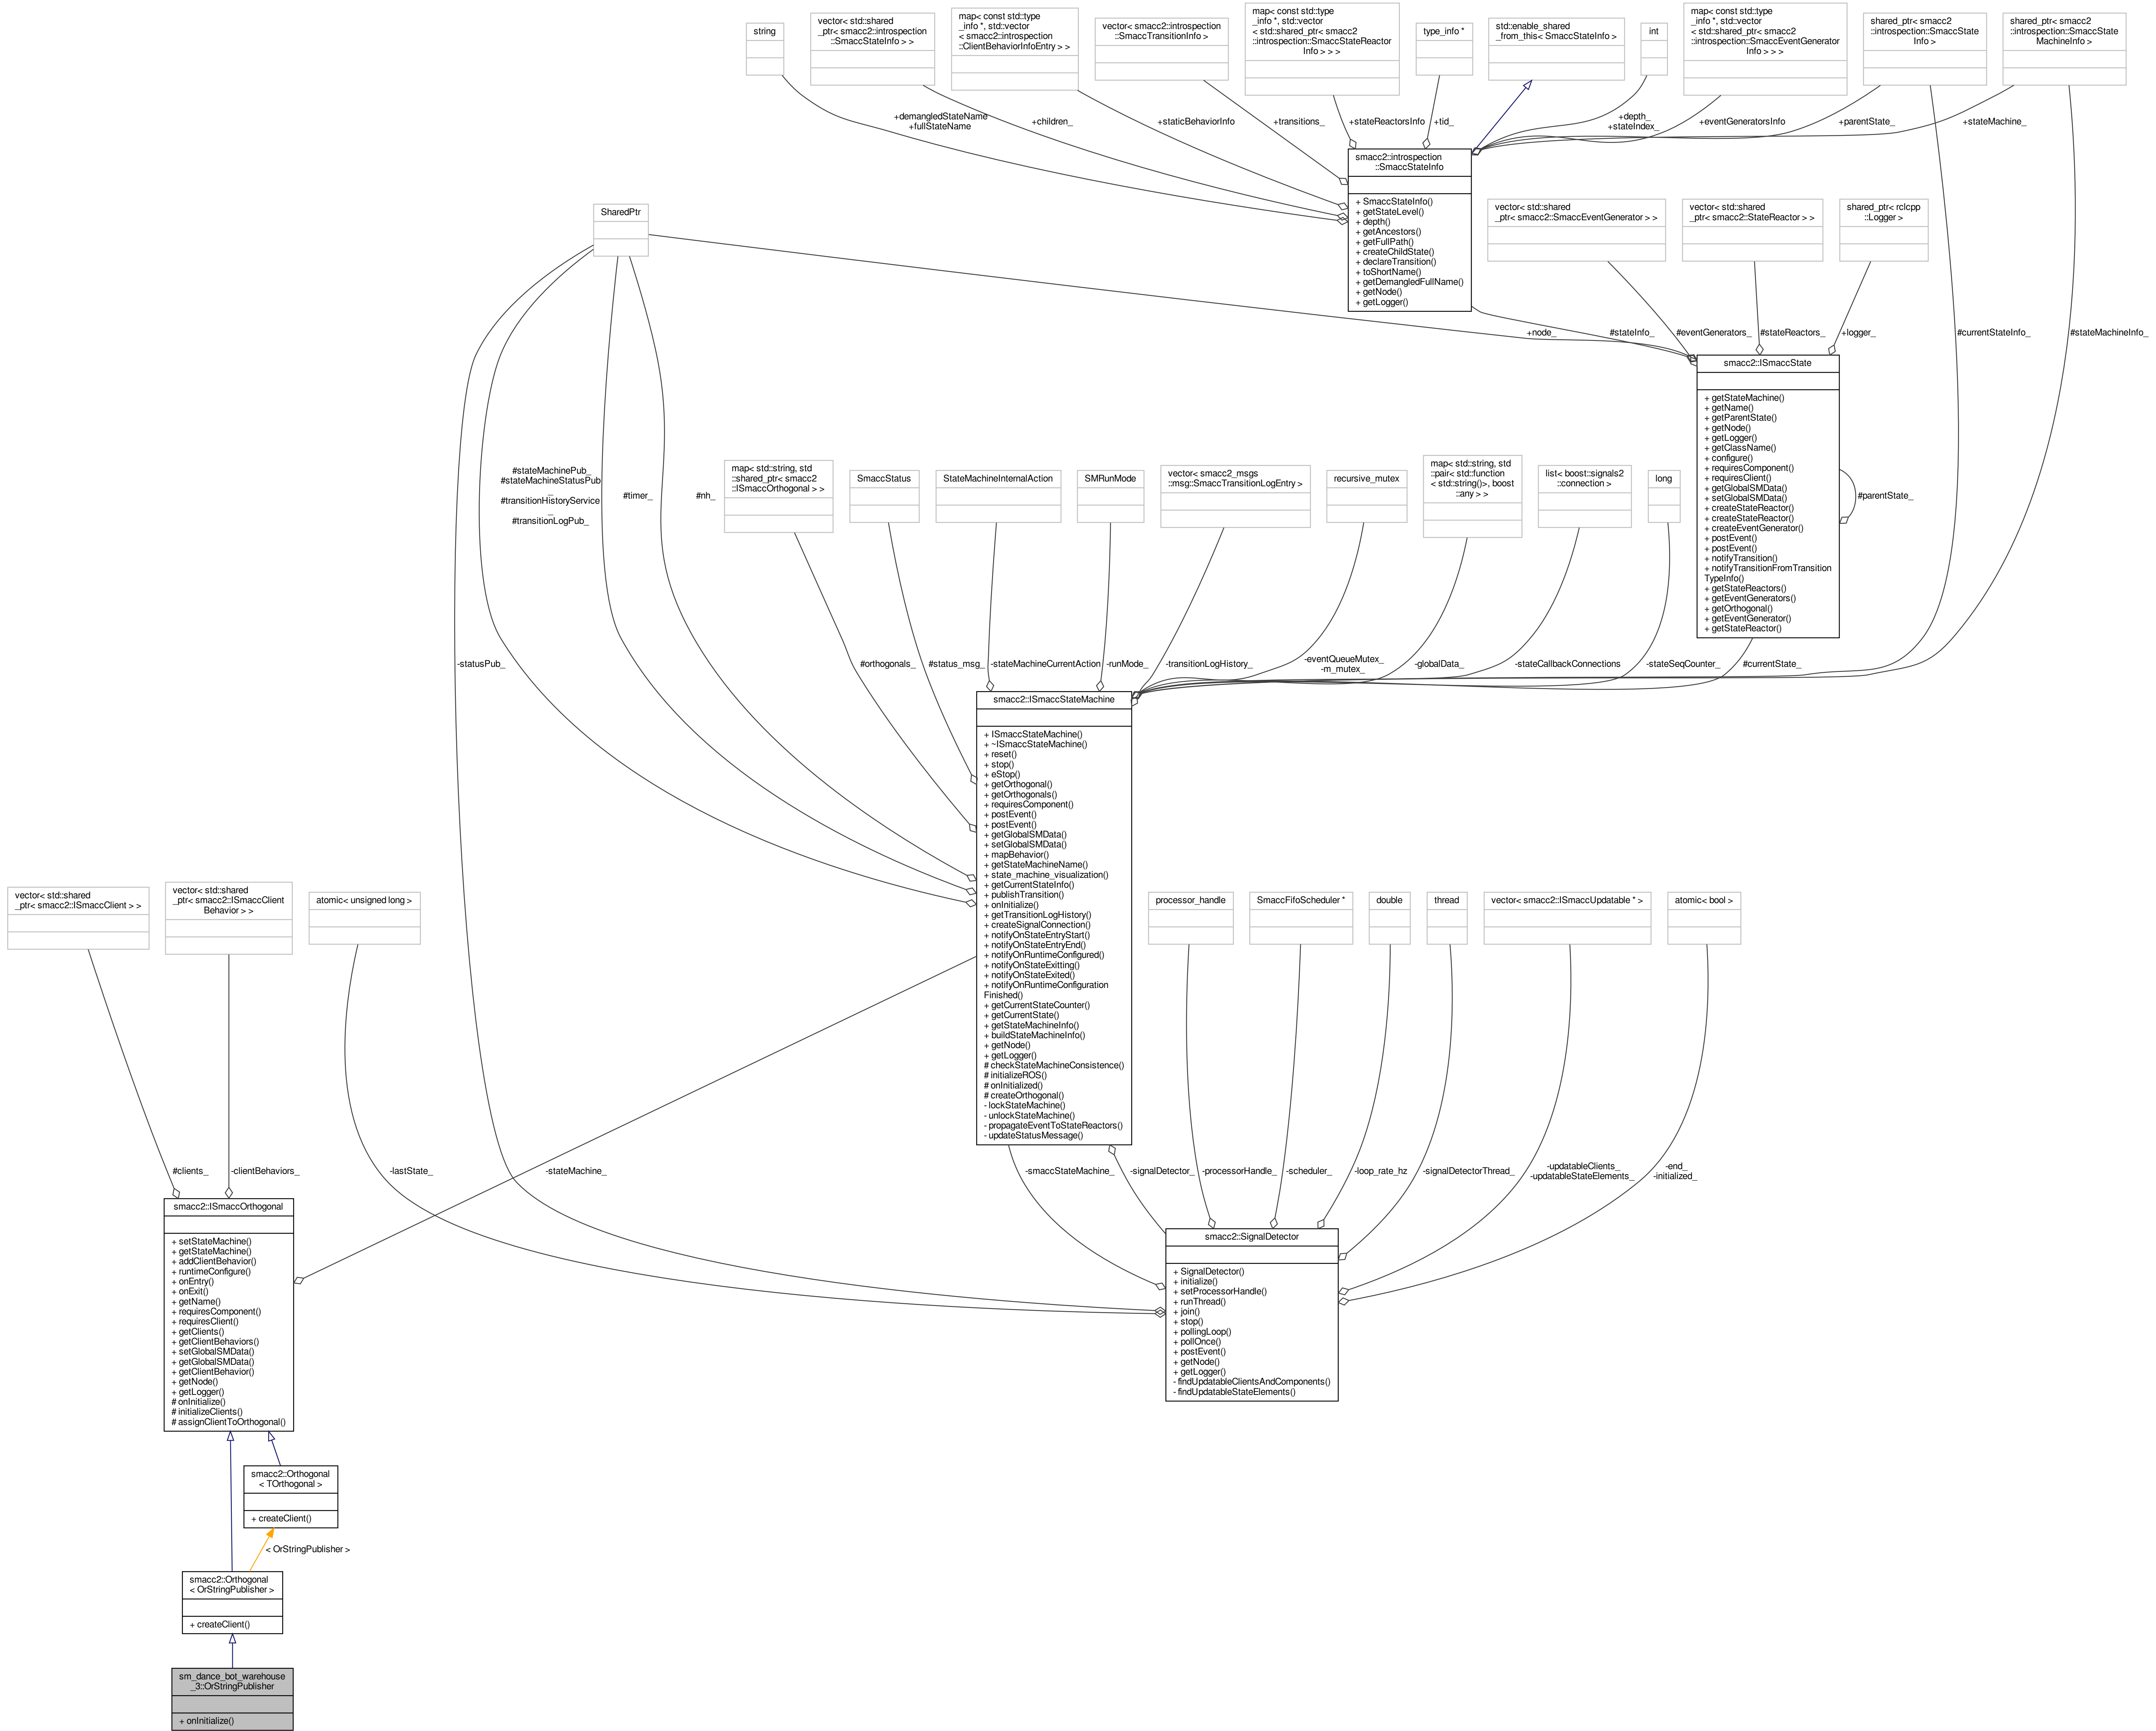 string
vector< std::shared
_ptr< smacc2::introspection
::SmaccStateInfo > >
map< const std::type
_info *, std::vector
< smacc2::introspection
::ClientBehaviorInfoEntry > >
vector< smacc2::introspection
::SmaccTransitionInfo >
map< const std::type
_info *, std::vector
< std::shared_ptr< smacc2
::introspection::SmaccStateReactor
Info > > >
type_info *
std::enable_shared
_from_this< SmaccStateInfo >
int
map< const std::type
_info *, std::vector
< std::shared_ptr< smacc2
::introspection::SmaccEventGenerator
Info > > >
shared_ptr< smacc2
::introspection::SmaccState
Info >
shared_ptr< smacc2
::introspection::SmaccState
MachineInfo >
+demangledStateName
+fullStateName
+children_
+staticBehaviorInfo
+transitions_
+stateReactorsInfo
+tid_
+depth_
+stateIndex_
+eventGeneratorsInfo
+parentState_
+stateMachine_
smacc2::introspection
::SmaccStateInfo
+ SmaccStateInfo()
+ getStateLevel()
+ depth()
+ getAncestors()
+ getFullPath()
+ createChildState()
+ declareTransition()
+ toShortName()
+ getDemangledFullName()
+ getNode()
+ getLogger()
SharedPtr
vector< std::shared
_ptr< smacc2::SmaccEventGenerator > >
vector< std::shared
_ptr< smacc2::StateReactor > >
shared_ptr< rclcpp
::Logger >
+node_
#stateInfo_
#eventGenerators_
#stateReactors_
+logger_
#currentStateInfo_
#stateMachineInfo_
smacc2::ISmaccState
+ getStateMachine()
+ getName()
+ getParentState()
+ getNode()
+ getLogger()
+ getClassName()
+ configure()
+ requiresComponent()
+ requiresClient()
+ getGlobalSMData()
+ setGlobalSMData()
+ createStateReactor()
+ createStateReactor()
+ createEventGenerator()
+ postEvent()
+ postEvent()
+ notifyTransition()
+ notifyTransitionFromTransition
TypeInfo()
+ getStateReactors()
+ getEventGenerators()
+ getOrthogonal()
+ getEventGenerator()
+ getStateReactor()
#parentState_
#stateMachinePub_
#stateMachineStatusPub
_
#transitionHistoryService
_
#transitionLogPub_
#timer_
#nh_
map< std::string, std
::shared_ptr< smacc2
::ISmaccOrthogonal > >
SmaccStatus
StateMachineInternalAction
SMRunMode
vector< smacc2_msgs
::msg::SmaccTransitionLogEntry >
recursive_mutex
map< std::string, std
::pair< std::function
< std::string()>, boost
::any > >
list< boost::signals2
::connection >
long
-statusPub_
#orthogonals_
#status_msg_
-stateMachineCurrentAction
-runMode_
-transitionLogHistory_
-eventQueueMutex_
-m_mutex_
-globalData_
-stateCallbackConnections
-stateSeqCounter_
#currentState_
smacc2::ISmaccStateMachine
+ ISmaccStateMachine()
+ ~ISmaccStateMachine()
+ reset()
+ stop()
+ eStop()
+ getOrthogonal()
+ getOrthogonals()
+ requiresComponent()
+ postEvent()
+ postEvent()
+ getGlobalSMData()
+ setGlobalSMData()
+ mapBehavior()
+ getStateMachineName()
+ state_machine_visualization()
+ getCurrentStateInfo()
+ publishTransition()
+ onInitialize()
+ getTransitionLogHistory()
+ createSignalConnection()
+ notifyOnStateEntryStart()
+ notifyOnStateEntryEnd()
+ notifyOnRuntimeConfigured()
+ notifyOnStateExitting()
+ notifyOnStateExited()
+ notifyOnRuntimeConfiguration
Finished()
+ getCurrentStateCounter()
+ getCurrentState()
+ getStateMachineInfo()
+ buildStateMachineInfo()
+ getNode()
+ getLogger()
# checkStateMachineConsistence()
# initializeROS()
# onInitialized()
# createOrthogonal()
- lockStateMachine()
- unlockStateMachine()
- propagateEventToStateReactors()
- updateStatusMessage()
vector< std::shared
_ptr< smacc2::ISmaccClient > >
vector< std::shared
_ptr< smacc2::ISmaccClient
Behavior > >
atomic< unsigned long >
processor_handle
SmaccFifoScheduler *
double
thread
vector< smacc2::ISmaccUpdatable * >
atomic< bool >
#clients_
-clientBehaviors_
-lastState_
-stateMachine_
-smaccStateMachine_
-signalDetector_
-processorHandle_
-scheduler_
-loop_rate_hz
-signalDetectorThread_
-updatableClients_
-updatableStateElements_
-end_
-initialized_
smacc2::ISmaccOrthogonal
+ setStateMachine()
+ getStateMachine()
+ addClientBehavior()
+ runtimeConfigure()
+ onEntry()
+ onExit()
+ getName()
+ requiresComponent()
+ requiresClient()
+ getClients()
+ getClientBehaviors()
+ setGlobalSMData()
+ getGlobalSMData()
+ getClientBehavior()
+ getNode()
+ getLogger()
# onInitialize()
# initializeClients()
# assignClientToOrthogonal()
smacc2::SignalDetector
+ SignalDetector()
+ initialize()
+ setProcessorHandle()
+ runThread()
+ join()
+ stop()
+ pollingLoop()
+ pollOnce()
+ postEvent()
+ getNode()
+ getLogger()
- findUpdatableClientsAndComponents()
- findUpdatableStateElements()
smacc2::Orthogonal
< TOrthogonal >
+ createClient()
< OrStringPublisher >
smacc2::Orthogonal
< OrStringPublisher >
+ createClient()
sm_dance_bot_warehouse
_3::OrStringPublisher
+ onInitialize()